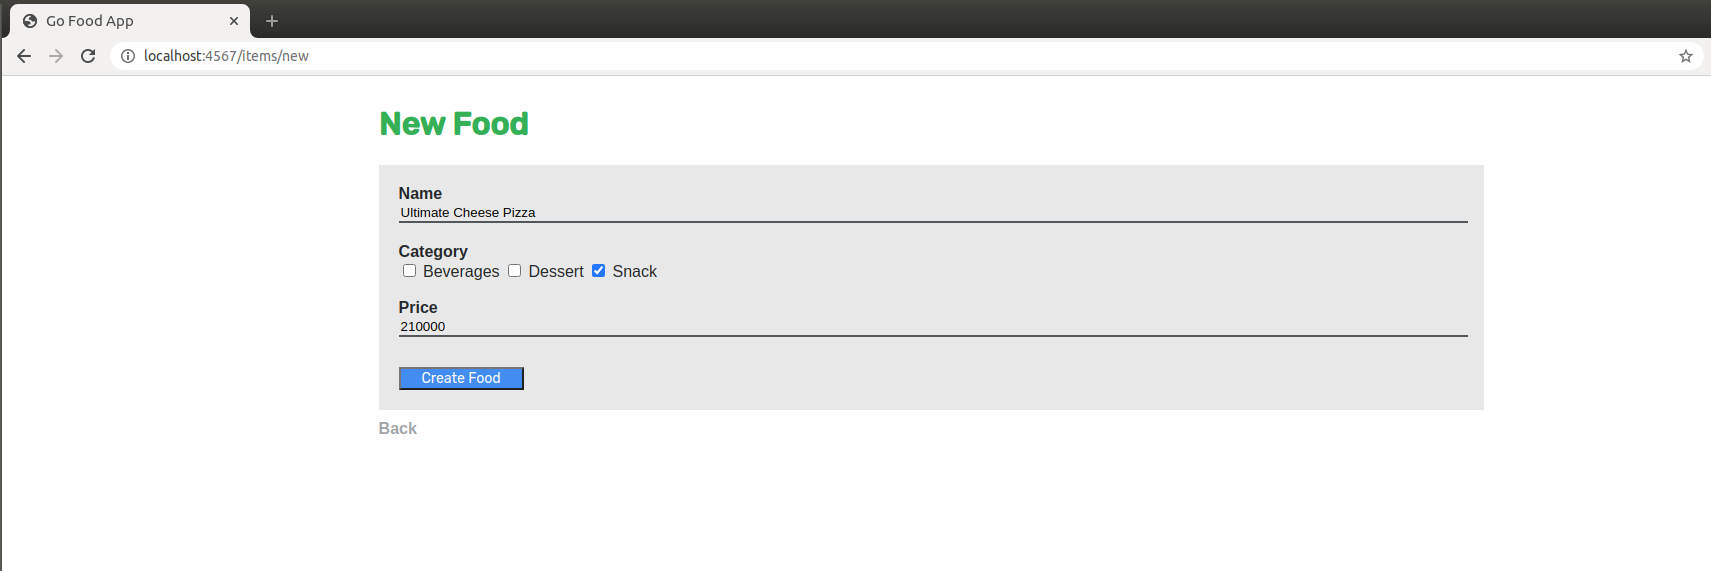 Go Food App
localhost:4567/items/new
New Food
Name
Ultimate Cheese Pizza
Category
Beverages Dessert Snack
Price
210000
Create Food
Back